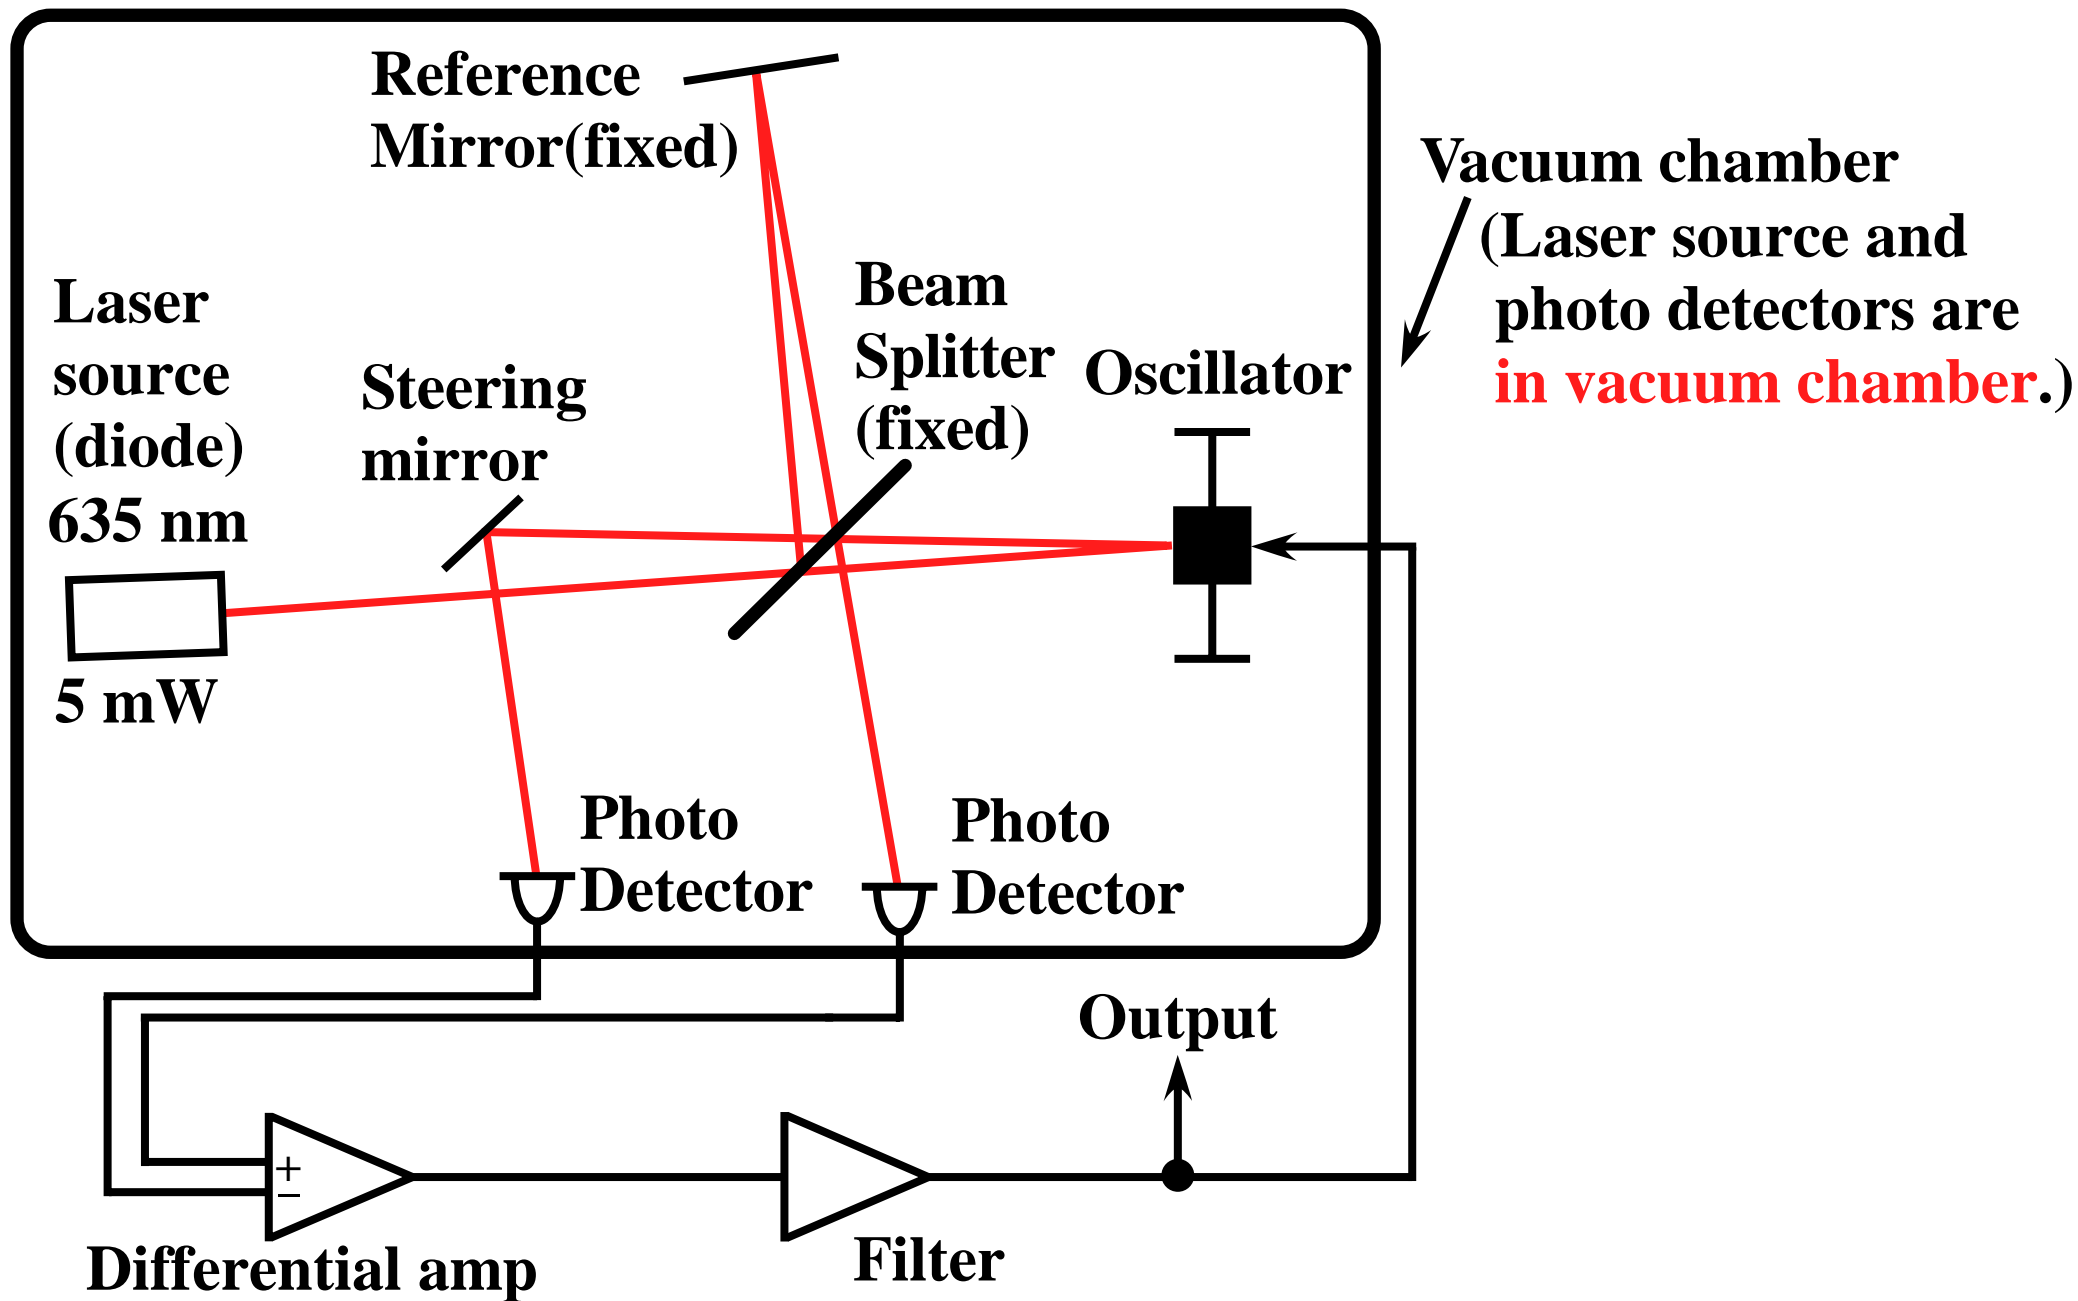 Reference
Mirror(fixed)
Vacuum chamber
(Laser source and
photo detectors are
in vacuum chamber.)
Laser
source
(diode)
635 nm
5 mW
Steering
mirror
Beam
Splitter
(fixed)
Oscillator
Photo
Detector
Photo
Detector
Output
+
−
Differential amp
Filter